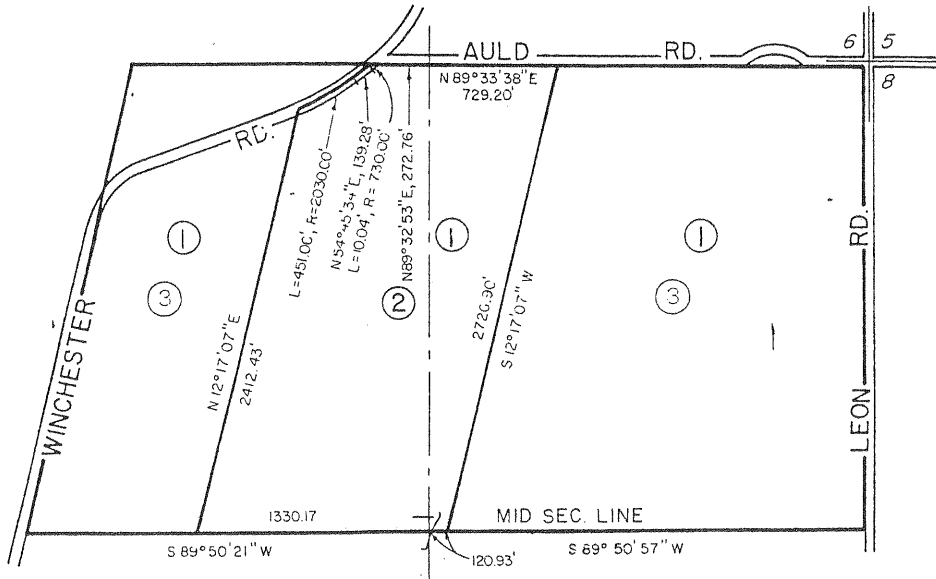 AULD RD.
6 5
8
N 89°33'38"E
729.20'
RD.
L=451.00', R=2030.00'
N54°45'34"E, 139.28'
L=10.04', R= 730.00'
N89°32'53"E, 272.76'
1
1
1
3
2
3
WINCHESTER
N 12°17'07"E
2412.43'
S 12°17'07" W
LEON RD.
1330.17
MID SEC. LINE
S 89°50'21" W
120.93'
S 89° 50' 57" W